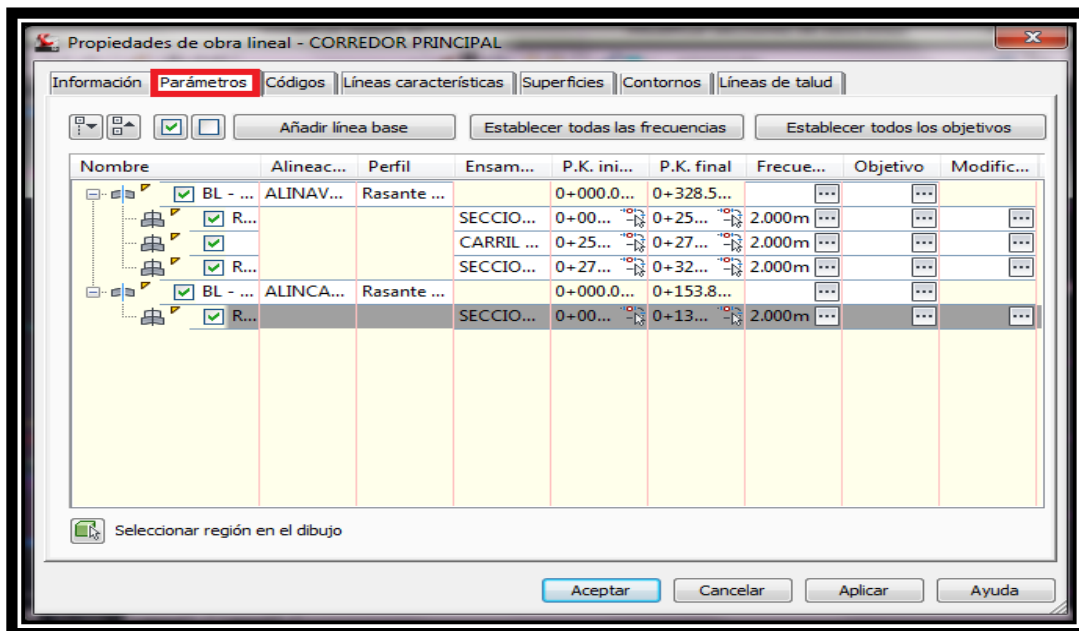 Propiedades de obra lineal - CORREDOR PRINCIPAL
Información Parámetros Códigos Líneas características Superficies Contornos Líneas de talud
Añadir línea base Establecer todas las frecuencias Establecer todos los objetivos
Nombre Alineac... Perfil Ensam... P.K. ini... P.K. final Frecue... Objetivo Modific...
BL - ... ALINAV... Rasante ... 0+000.0... 0+328.5...
R... SECCIO... 0+00... 0+25... 2.000m
CARRIL ... 0+25... 0+27... 2.000m
R... SECCIO... 0+27... 0+32... 2.000m
BL - ... ALINCA... Rasante ... 0+000.0... 0+153.8...
R... SECCIO... 0+00... 0+13... 2.000m
Seleccionar región en el dibujo
Aceptar Cancelar Aplicar Ayuda